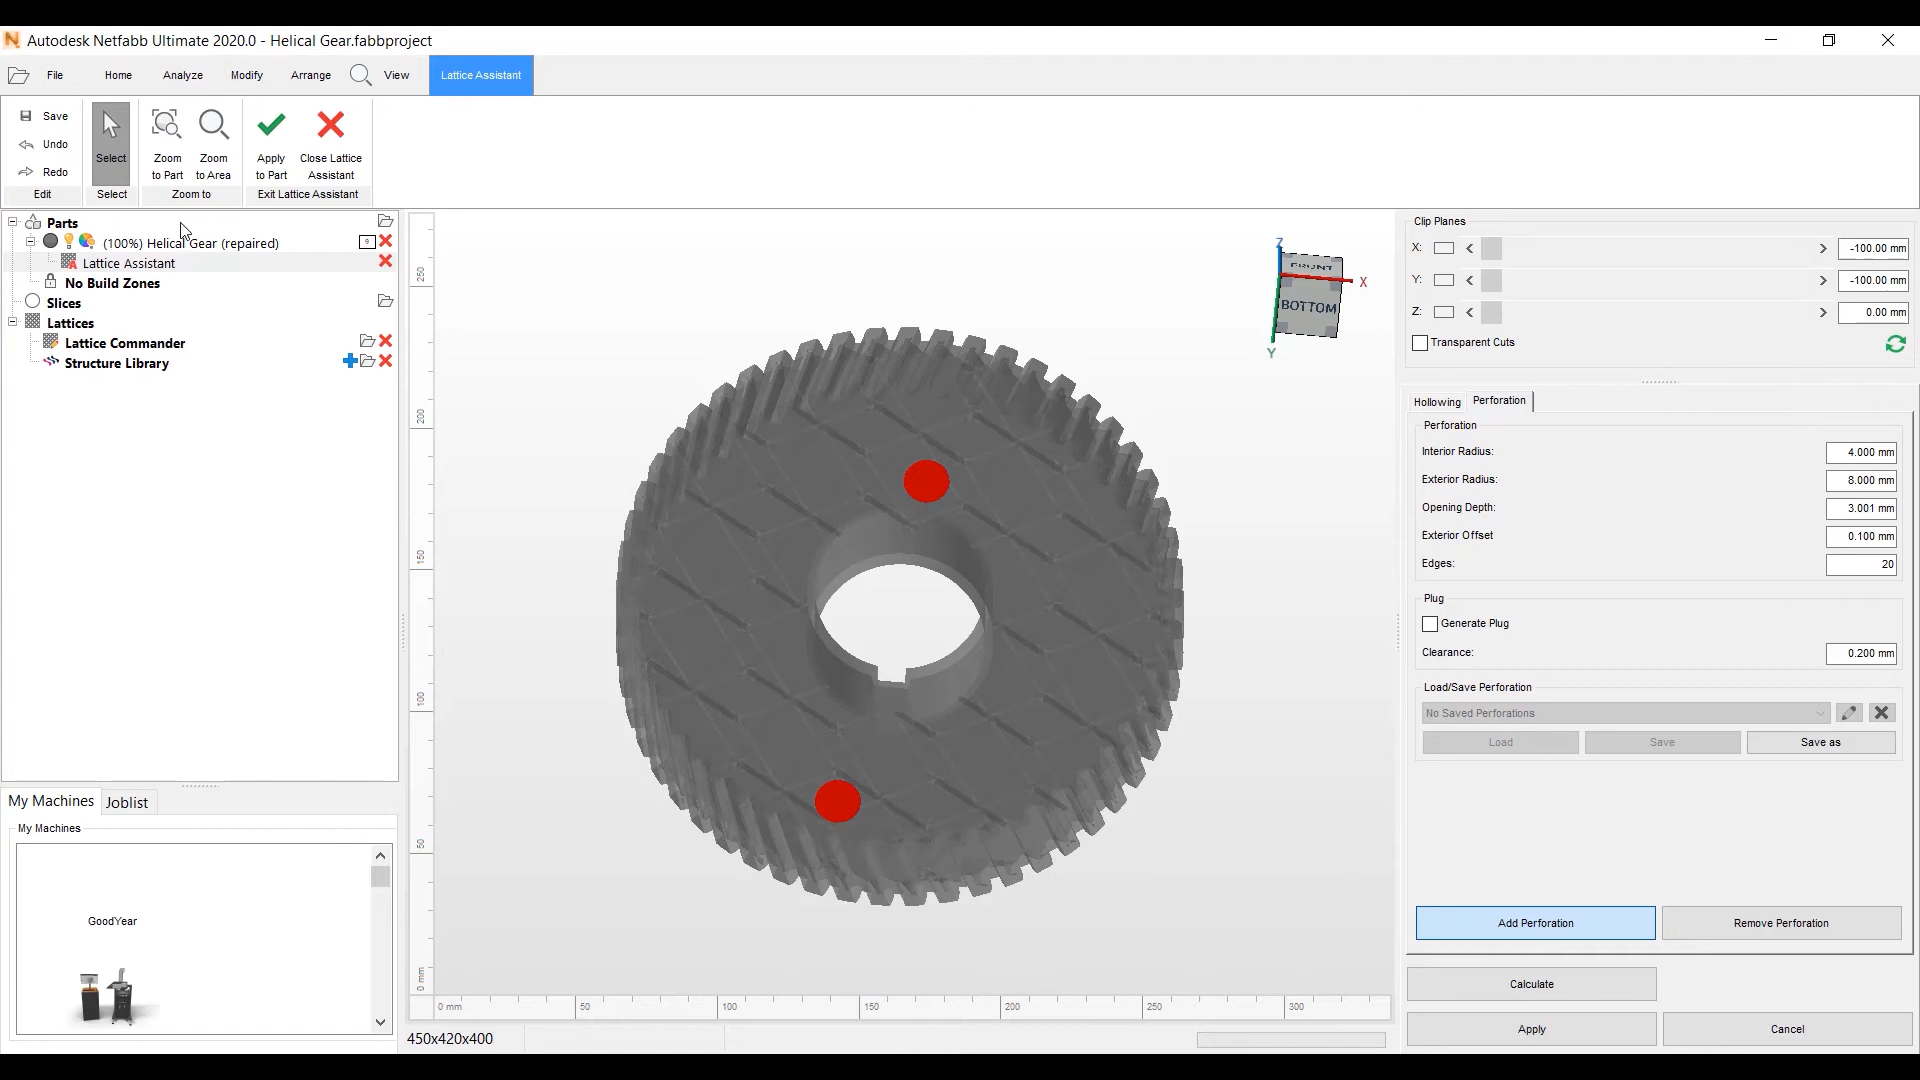 Autodesk Netfabb Ultimate 2020.0 - Helical Gear.fabbproject
File Home Analyze Modify Arrange View Lattice Assistant
Save
Undo
Redo
Edit
Select
Select
Zoom
to Part
Zoom
to Area
Zoom to
Apply
to Part
Close Lattice
Assistant
Exit Lattice Assistant
Parts
(100%) Helical Gear (repaired)
9
Lattice Assistant
No Build Zones
Slices
Lattices
Lattice Commander
Structure Library
My Machines Joblist
My Machines
GoodYear
250
200
150
100
50
0 mm
0 mm 50 100 150 200 250 300
450x420x400
Z
FRONT
X
BOTTOM
Y
Clip Planes
X: -100.00 mm
Y: -100.00 mm
Z: 0.00 mm
Transparent Cuts
Hollowing Perforation
Perforation
Interior Radius: 4.000 mm
Exterior Radius: 8.000 mm
Opening Depth: 3.001 mm
Exterior Offset 0.100 mm
Edges: 20
Plug
Generate Plug
Clearance: 0.200 mm
Load/Save Perforation
No Saved Perforations
Load Save Save as
Add Perforation Remove Perforation
Calculate
Apply Cancel